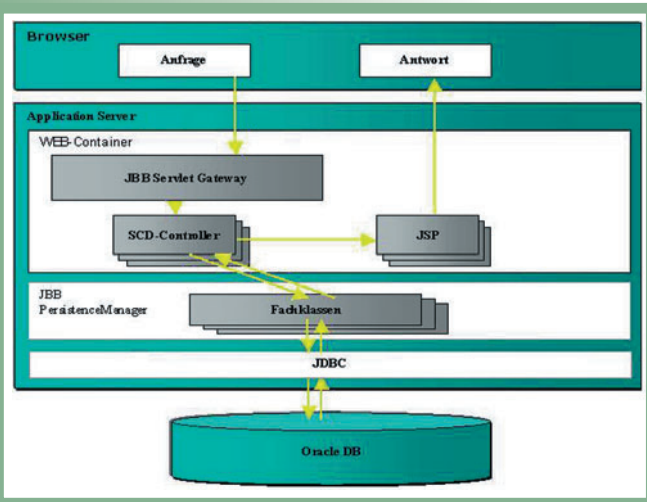 Browser
Anfrage
Antwort
Application Server
WEB-Container
JBB Servlet Gateway
SCD-Controller
JSP
JBB
PersistenceManager
Fachklassen
JDBC
Oracle DB